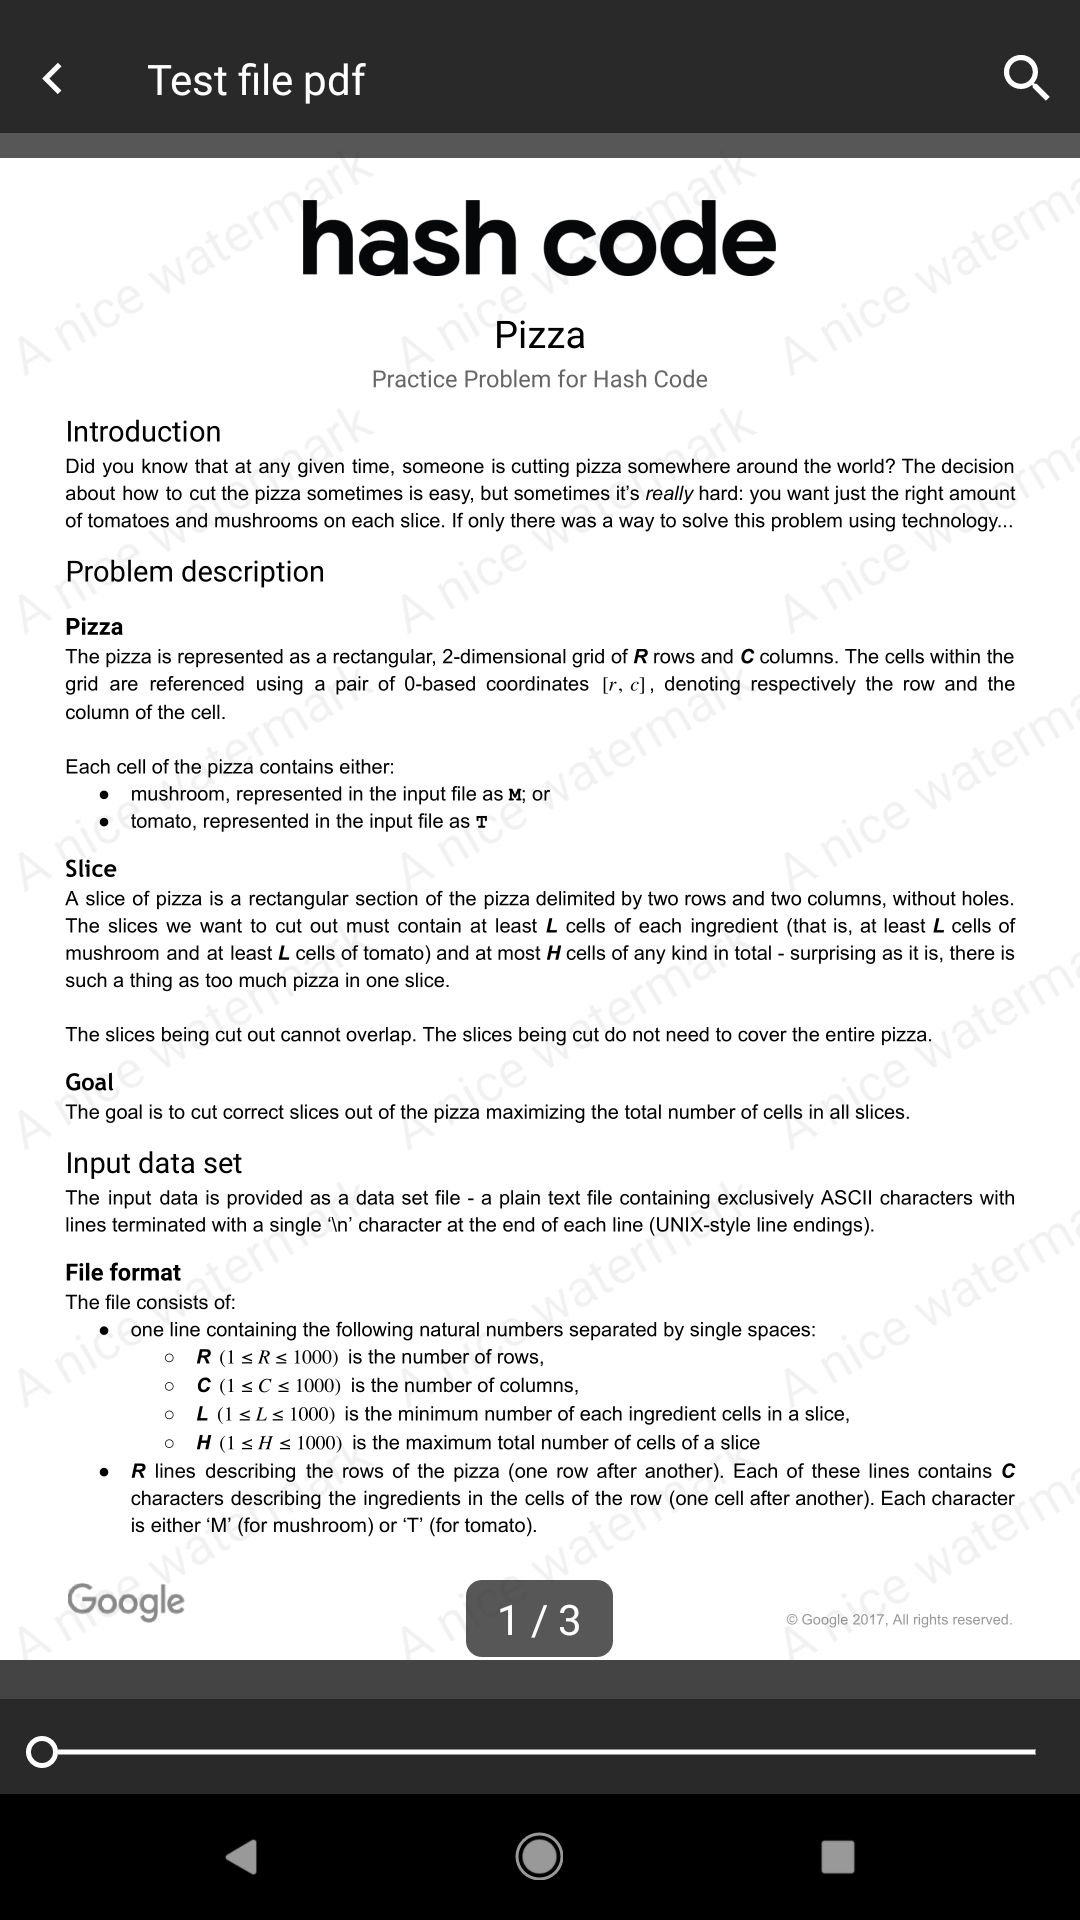 Test file pdf
hash code
Pizza
Practice Problem for Hash Code
Introduction
Did you know that at any given time, someone is cutting pizza somewhere around the world? The decision
about how to cut the pizza sometimes is easy, but sometimes it’s really hard: you want just the right amount
of tomatoes and mushrooms on each slice. If only there was a way to solve this problem using technology...
Problem description
Pizza
The pizza is represented as a rectangular, 2-dimensional grid of R rows and C columns. The cells within the
grid are referenced using a pair of 0-based coordinates [r, c], denoting respectively the row and the
column of the cell.
Each cell of the pizza contains either:
● mushroom, represented in the input file as M; or
● tomato, represented in the input file as T
Slice
A slice of pizza is a rectangular section of the pizza delimited by two rows and two columns, without holes.
The slices we want to cut out must contain at least L cells of each ingredient (that is, at least L cells of
mushroom and at least L cells of tomato) and at most H cells of any kind in total - surprising as it is, there is
such a thing as too much pizza in one slice.
The slices being cut out cannot overlap. The slices being cut do not need to cover the entire pizza.
Goal
The goal is to cut correct slices out of the pizza maximizing the total number of cells in all slices.
Input data set
The input data is provided as a data set file - a plain text file containing exclusively ASCII characters with
lines terminated with a single ‘\n’ character at the end of each line (UNIX-style line endings).
File format
The file consists of:
● one line containing the following natural numbers separated by single spaces:
○ R (1 ≤ R ≤ 1000) is the number of rows,
○ C (1 ≤ C ≤ 1000) is the number of columns,
○ L (1 ≤ L ≤ 1000) is the minimum number of each ingredient cells in a slice,
○ H (1 ≤ H ≤ 1000) is the maximum total number of cells of a slice
● R lines describing the rows of the pizza (one row after another). Each of these lines contains C
characters describing the ingredients in the cells of the row (one cell after another). Each character
is either ‘M’ (for mushroom) or ‘T’ (for tomato).
Google
1 / 3
© Google 2017, All rights reserved.
A nice watermark